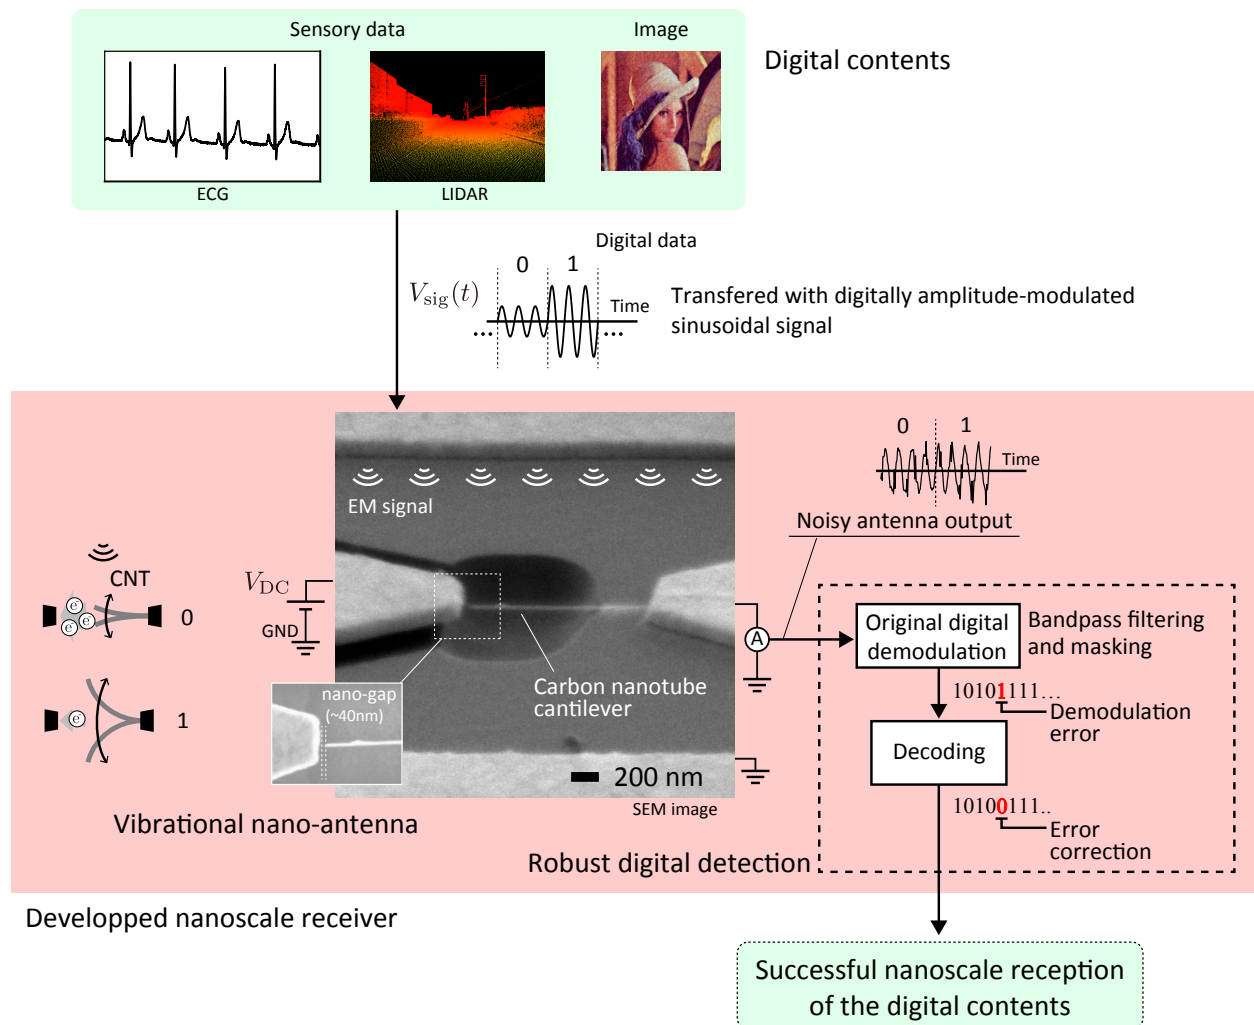 Sensory data
Image
Digital contents
ECG
LIDAR
Digital data
0 1
V_sig(t)
Time
... ...
Transfered with digitally amplitude-modulated
sinusoidal signal
0 1
Time
EM signal
Noisy antenna output
CNT
e⁻
e⁻
e⁻
0
V_DC
GND
A
Original digital
demodulation
Bandpass filtering
and masking
10101111...
Demodulation
error
Carbon nanotube
cantilever
nano-gap
(~40nm)
e⁻
1
Decoding
200 nm
SEM image
10100111..
Error
correction
Vibrational nano-antenna
Robust digital detection
Developped nanoscale receiver
Successful nanoscale reception
of the digital contents